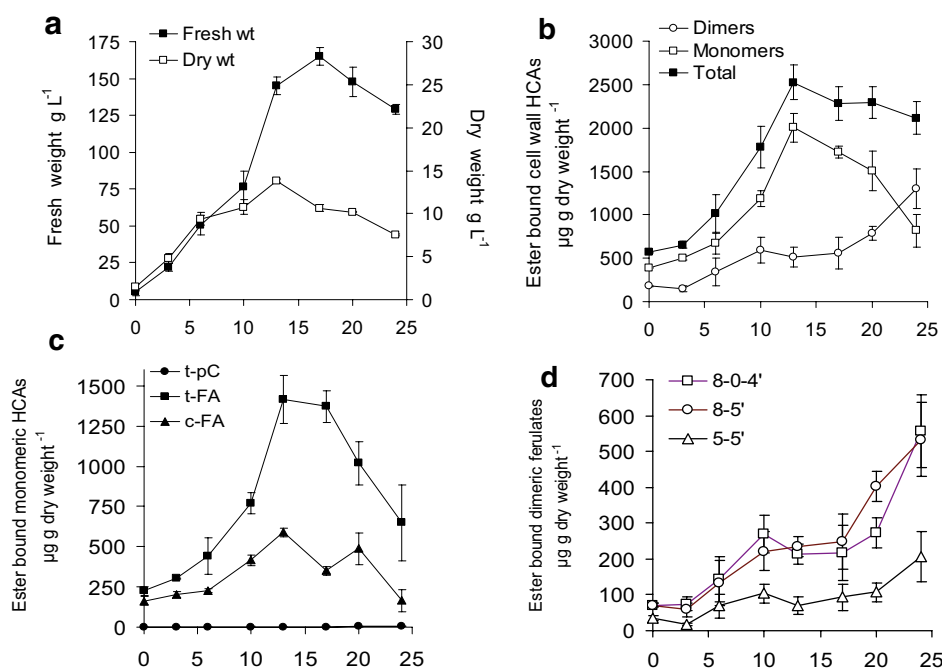 a
Fresh wt
Dry wt
Fresh weight g L-1
Dry weight g L-1
175
150
125
100
75
50
25
0
30
25
20
15
10
5
0
0 5 10 15 20 25
b
Dimers
Monomers
Total
Ester bound cell wall HCAs
µg g dry weight -1
3000
2500
2000
1500
1000
500
0
0 5 10 15 20 25
c
t-pC
t-FA
c-FA
Ester bound monomeric HCAs
µg g dry weight-1
1500
1250
1000
750
500
250
0
0 5 10 15 20 25
d
8-0-4'
8-5'
5-5'
Ester bound dimeric ferulates
µg g dry weight-1
700
600
500
400
300
200
100
0
0 5 10 15 20 25